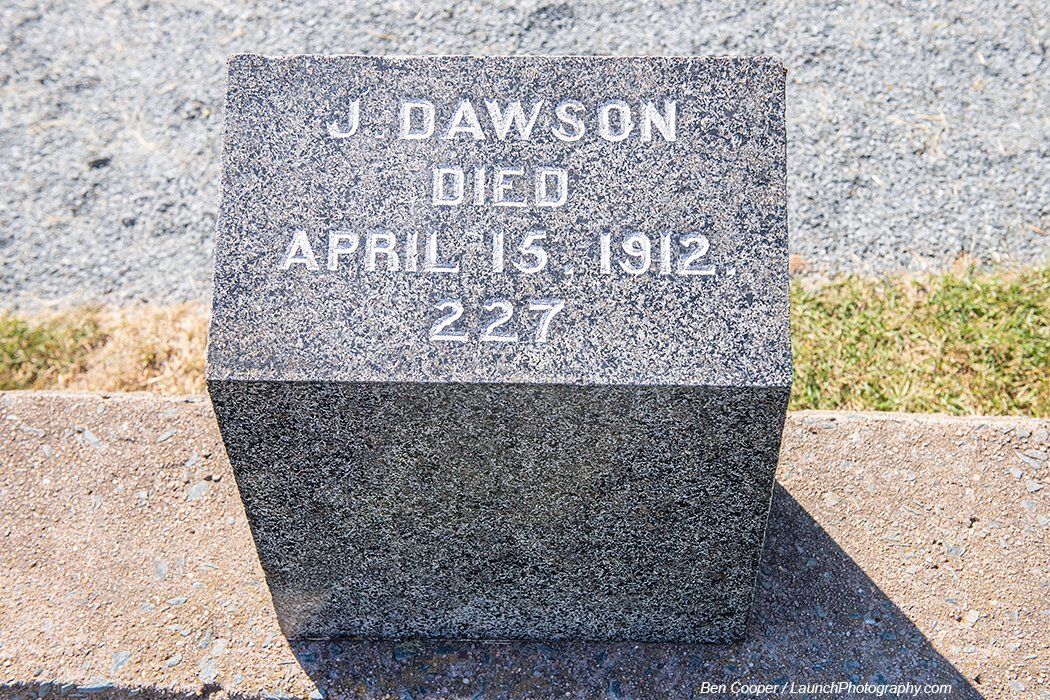 J. DAWSON
DIED
APRIL 15. 1912.
227
Ben Cooper / LaunchPhotography.com